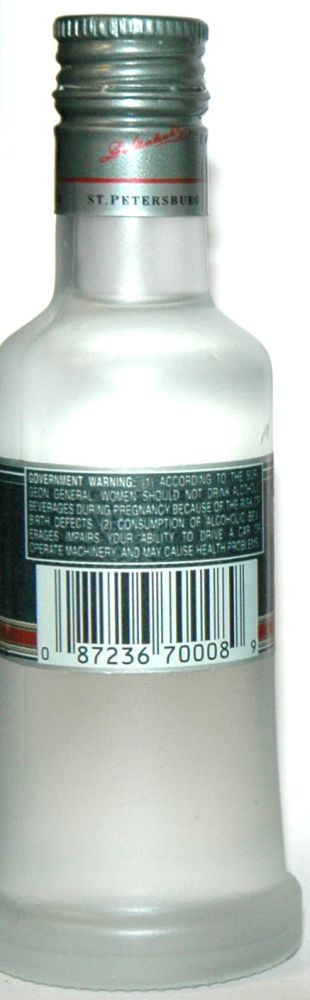 ST.PETERSBURG
GOVERNMENT WARNING: (1) ACCORDING TO THE SUR
GEON GENERAL, WOMEN SHOULD NOT DRINK ALCOHOLIC
BEVERAGES DURING PREGNANCY BECAUSE OF THE RISK OF
BIRTH DEFECTS. (2) CONSUMPTION OF ALCOHOLIC BEV
ERAGES IMPAIRS YOUR ABILITY TO DRIVE A CAR OR
OPERATE MACHINERY, AND MAY CAUSE HEALTH PROBLEMS.
0 87236 70008 9